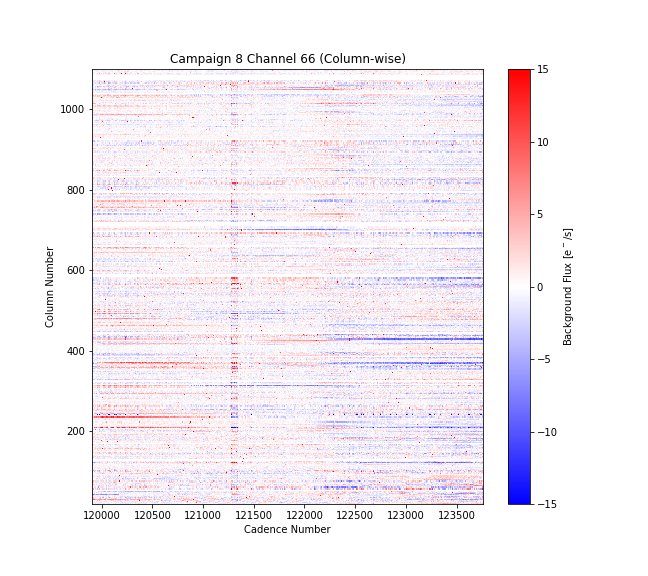 Campaign 8 Channel 66 (Column-wise)
1000
800
600
400
200
Column Number
120000 120500 121000 121500 122000 122500 123000 123500
Cadence Number
15
10
5
0
−5
−10
−15
Background Flux [e⁻/s]